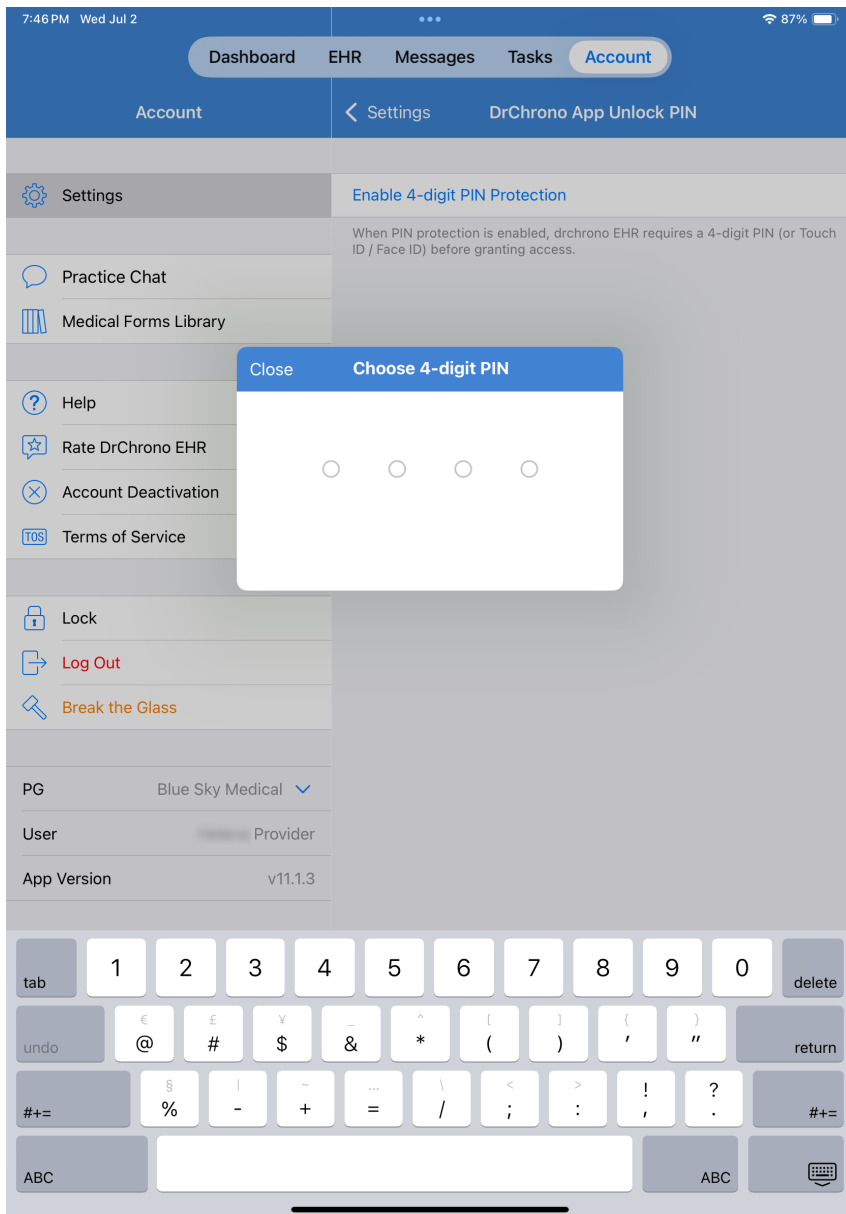 7:46 PM Wed Jul 2
87%
Dashboard EHR Messages Tasks Account
Account
Settings
DrChrono App Unlock PIN
Settings
Enable 4-digit PIN Protection
When PIN protection is enabled, drchrono EHR requires a 4-digit PIN (or Touch
ID / Face ID) before granting access.
Practice Chat
Medical Forms Library
Close
Choose 4-digit PIN
? Help
Rate DrChrono EHR
Account Deactivation
TOS Terms of Service
Lock
Log Out
Break the Glass
PG Blue Sky Medical
User Provider
App Version v11.1.3
tab 1 2 3 4 5 6 7 8 9 0 delete
€ £ ¥ _ ^ [ ] { }
undo @ # $ & * ( ) ' " return
§ | ~ … \ < > ! ?
#+= % - + = / ; : , . #+=
ABC ABC